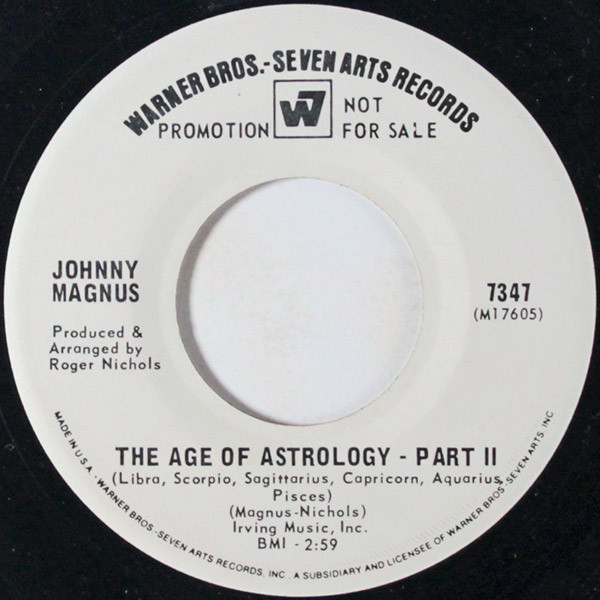 WARNER BROS.-SEVEN ARTS RECORDS
PROMOTION W7 NOT
FOR SALE
JOHNNY
MAGNUS
Produced &
Arranged by
Roger Nichols
7347
(M17605)
THE AGE OF ASTROLOGY - PART II
(Libra, Scorpio, Sagittarius, Capricorn, Aquarius,
Pisces)
(Magnus-Nichols)
Irving Music, Inc.
BMI - 2:59
MADE IN U.S.A. - WARNER BROS.-SEVEN ARTS RECORDS, INC., A SUBSIDIARY AND LICENSEE OF WARNER BROS.-SEVEN ARTS, INC.